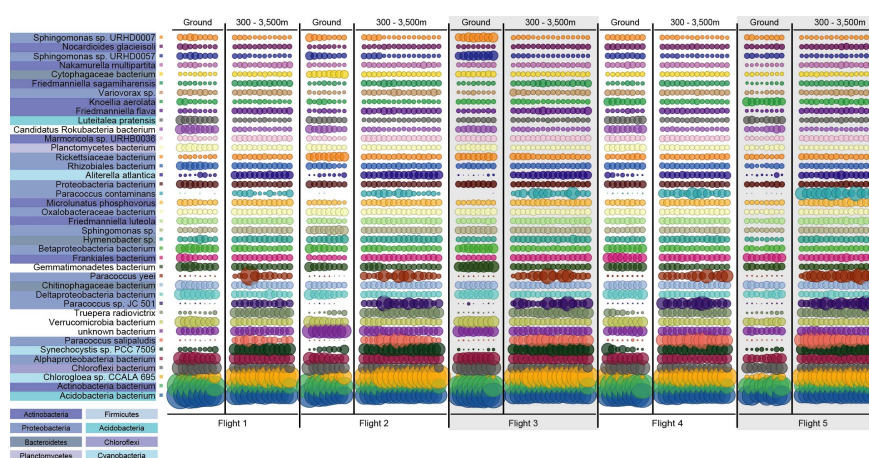 Ground 300 - 3,500m Ground 300 - 3,500m Ground 300 - 3,500m Ground 300 - 3,500m Ground 300 - 3,500m
Sphingomonas sp. URHD0007
Nocardioides glacieisoli
Sphingomonas sp. URHD0057
Nakamurella multipartita
Cytophagaceae bacterium
Friedmanniella sagamiharensis
Variovorax sp.
Knoellia aerolata
Friedmanniella flava
Luteitalea pratensis
Candidatus Rokubacteria bacterium
Marmoricola sp. URHB0036
Planctomycetes bacterium
Rickettsiaceae bacterium
Rhizobiales bacterium
Aliterella atlantica
Proteobacteria bacterium
Paracoccus contaminans
Microlunatus phosphovorus
Oxalobacteraceae bacterium
Friedmanniella luteola
Sphingomonas sp.
Hymenobacter sp.
Betaproteobacteria bacterium
Frankiales bacterium
Gemmatimonadetes bacterium
Paracoccus yeei
Chitinophagaceae bacterium
Deltaproteobacteria bacterium
Paracoccus sp. JC 501
Truepera radiovictrix
Verrucomicrobia bacterium
unknown bacterium
Paracoccus salipaludis
Synechocystis sp. PCC 7509
Alphaproteobacteria bacterium
Chloroflexi bacterium
Chlorogloea sp. CCALA 695
Actinobacteria bacterium
Acidobacteria bacterium
Flight 1 Flight 2 Flight 3 Flight 4 Flight 5
Actinobacteria Firmicutes
Proteobacteria Acidobacteria
Bacteroidetes Chloroflexi
Planctomycetes Cyanobacteria